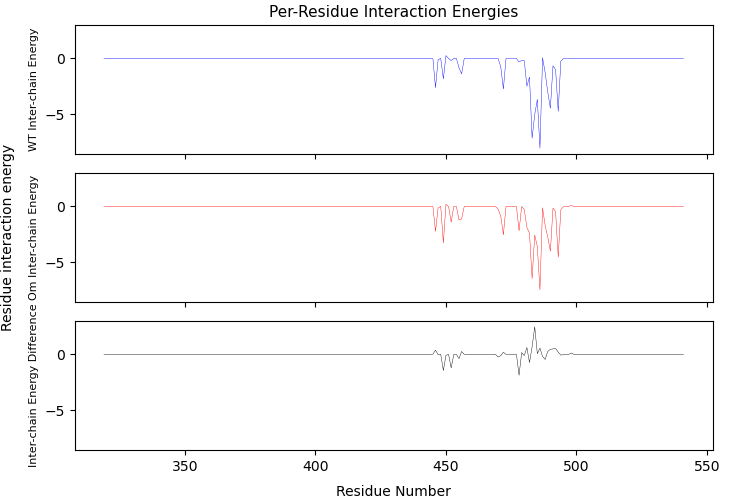 Per-Residue Interaction Energies
Residue interaction energy
WT Inter-chain Energy
0
−5
Om Inter-chain Energy
0
−5
Inter-chain Energy Difference
0
−5
350
400
450
500
550
Residue Number